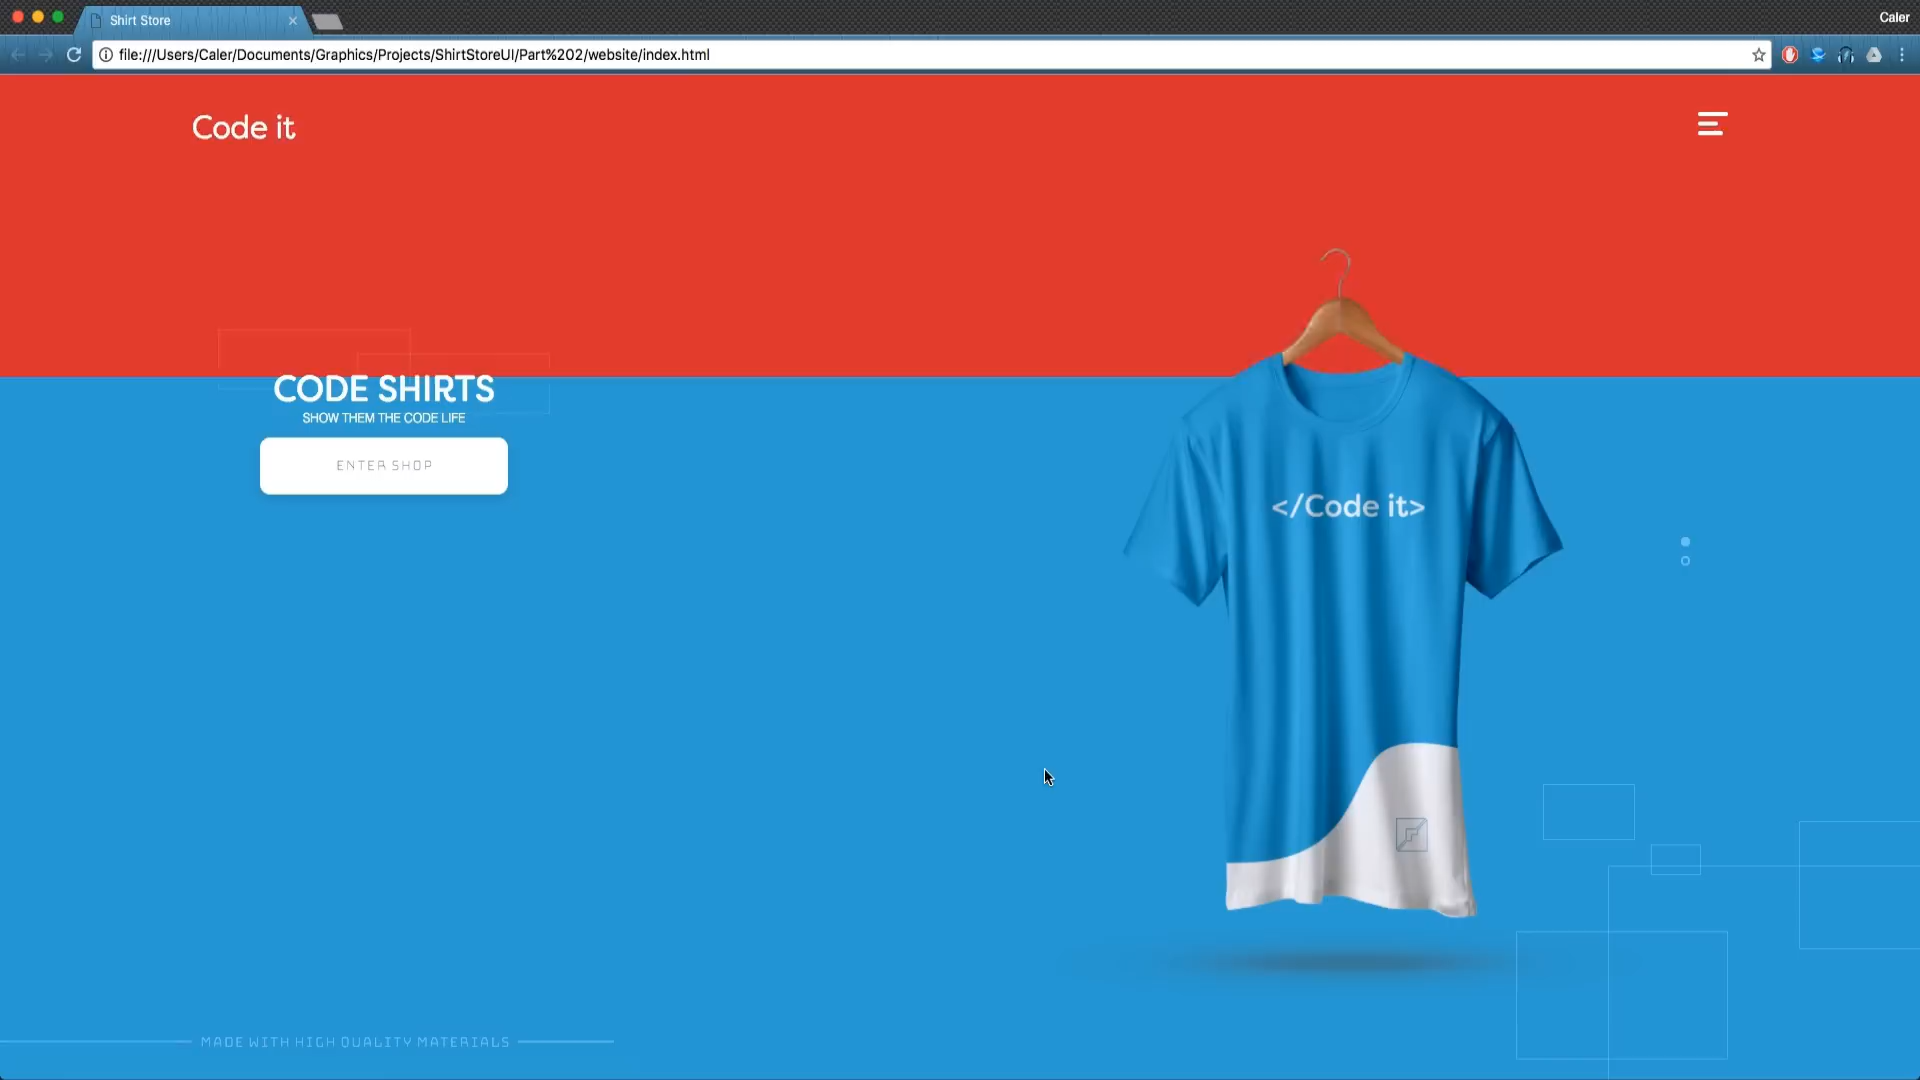 Shirt Store
Caler
file:///Users/Caler/Documents/Graphics/Projects/ShirtStoreUI/Part%202/website/index.html
Code it
CODE SHIRTS
SHOW THEM THE CODE LIFE
ENTER SHOP
</Code it>
MADE WITH HIGH QUALITY MATERIALS